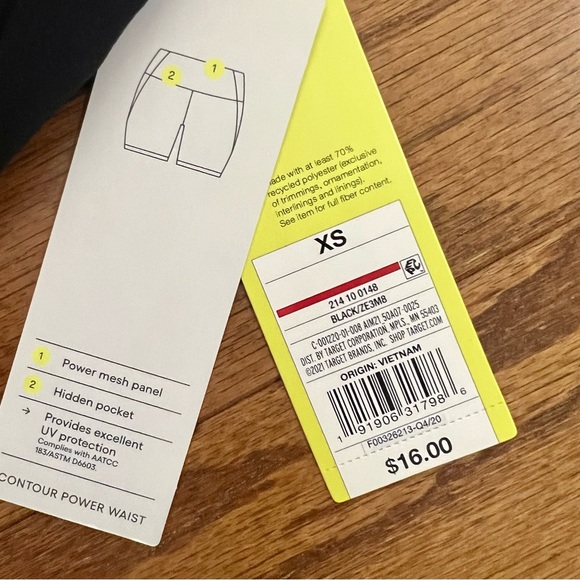 1
2
1 Power mesh panel
2 Hidden pocket
→ Provides excellent
UV protection
Complies with AATCC
183/ASTM D6603.
CONTOUR POWER WAIST
made with at least 70%
recycled polyester (exclusive
of trimmings, ornamentation,
interlinings and linings).
See item for full fiber content.
XS
214 10 0148
BLACK/ZE3M8
C-001220-01-008 AIMZI 50A07-0025
DIST. BY TARGET CORPORATION, MPLS., MN 55403
©2021 TARGET BRANDS, INC. SHOP TARGET.COM
ORIGIN: VIETNAM
1 91906 31798 6
F00326213-Q4/20
$16.00